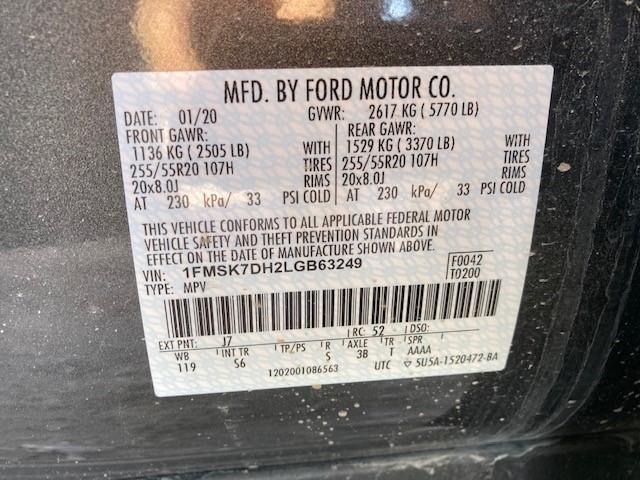 MFD. BY FORD MOTOR CO.
DATE: 01/20 GVWR: 2617 KG ( 5770 LB)
FRONT GAWR: REAR GAWR:
1136 KG ( 2505 LB) WITH 1529 KG ( 3370 LB) WITH
255/55R20 107H TIRES 255/55R20 107H TIRES
20x8.0J RIMS 20x8.0J RIMS
AT 230 kPa/ 33 PSI COLD AT 230 kPa/ 33 PSI COLD
THIS VEHICLE CONFORMS TO ALL APPLICABLE FEDERAL MOTOR
VEHICLE SAFETY AND THEFT PREVENTION STANDARDS IN
EFFECT ON THE DATE OF MANUFACTURE SHOWN ABOVE.
VIN: 1FMSK7DH2LGB63249 F0042
TYPE: MPV T0200
EXT PNT: J7 RC: 52 DSO:
WB INT TR TP/PS R AXLE TR SPR
119 S6 S 3B T AAAA
1202001086563 UTC ▽ 5U5A-1520472-BA